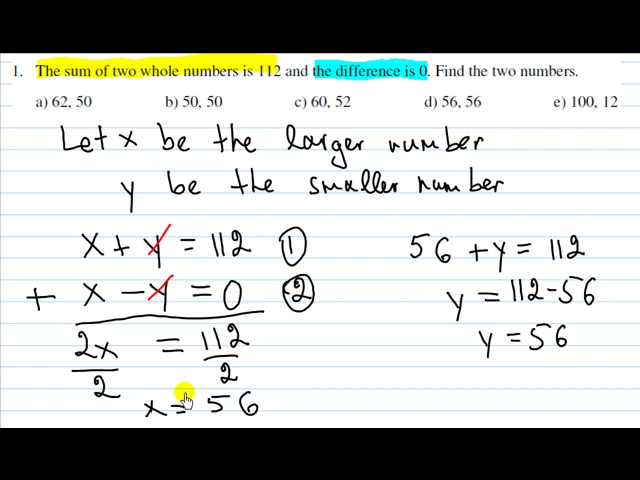 1. The sum of two whole numbers is 112 and the difference is 0. Find the two numbers.
a) 62, 50 b) 50, 50 c) 60, 52 d) 56, 56 e) 100, 12
Let x be the larger number
y be the smaller number
x + y = 112 ①
+ x - y = 0 ②
2x/2 = 112/2
x = 56
56 + y = 112
y = 112 - 56
y = 56